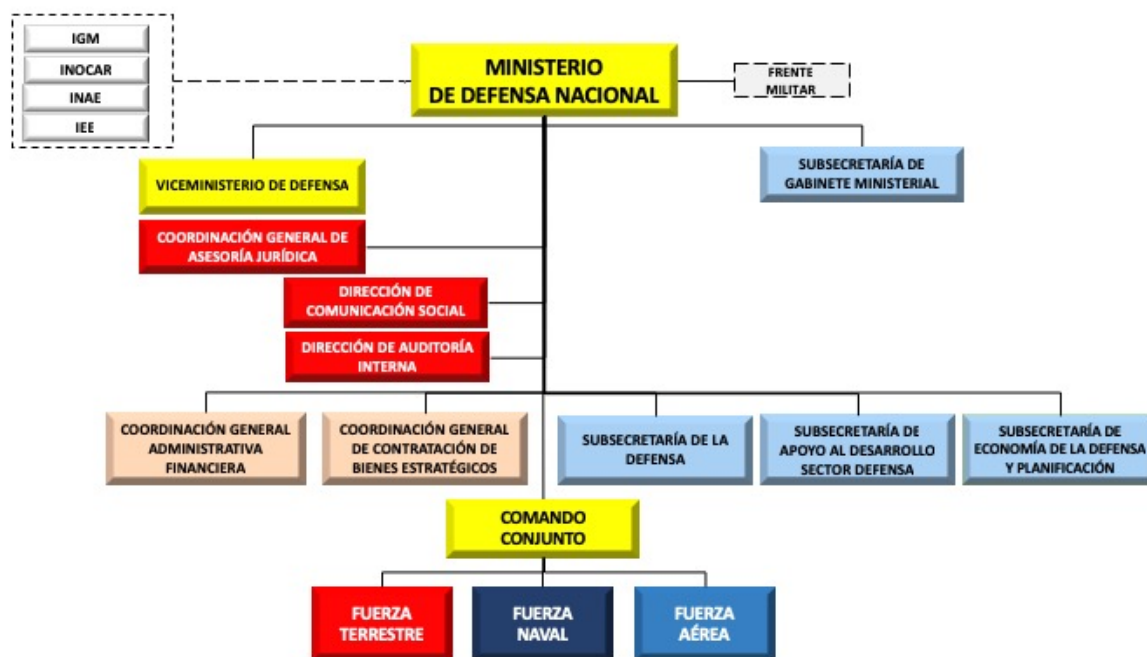 IGM
INOCAR
INAE
IEE
MINISTERIO
DE DEFENSA NACIONAL
FRENTE
MILITAR
VICEMINISTERIO DE DEFENSA
SUBSECRETARÍA DE
GABINETE MINISTERIAL
COORDINACIÓN GENERAL DE
ASESORÍA JURÍDICA
DIRECCIÓN DE
COMUNICACIÓN SOCIAL
DIRECCIÓN DE AUDITORÍA
INTERNA
COORDINACIÓN GENERAL
ADMINISTRATIVA
FINANCIERA
COORDINACIÓN GENERAL
DE CONTRATACIÓN DE
BIENES ESTRATÉGICOS
SUBSECRETARÍA DE LA
DEFENSA
SUBSECRETARÍA DE
APOYO AL DESARROLLO
SECTOR DEFENSA
SUBSECRETARÍA DE
ECONOMÍA DE LA DEFENSA
Y PLANIFICACIÓN
COMANDO
CONJUNTO
FUERZA
TERRESTRE
FUERZA
NAVAL
FUERZA
AÉREA